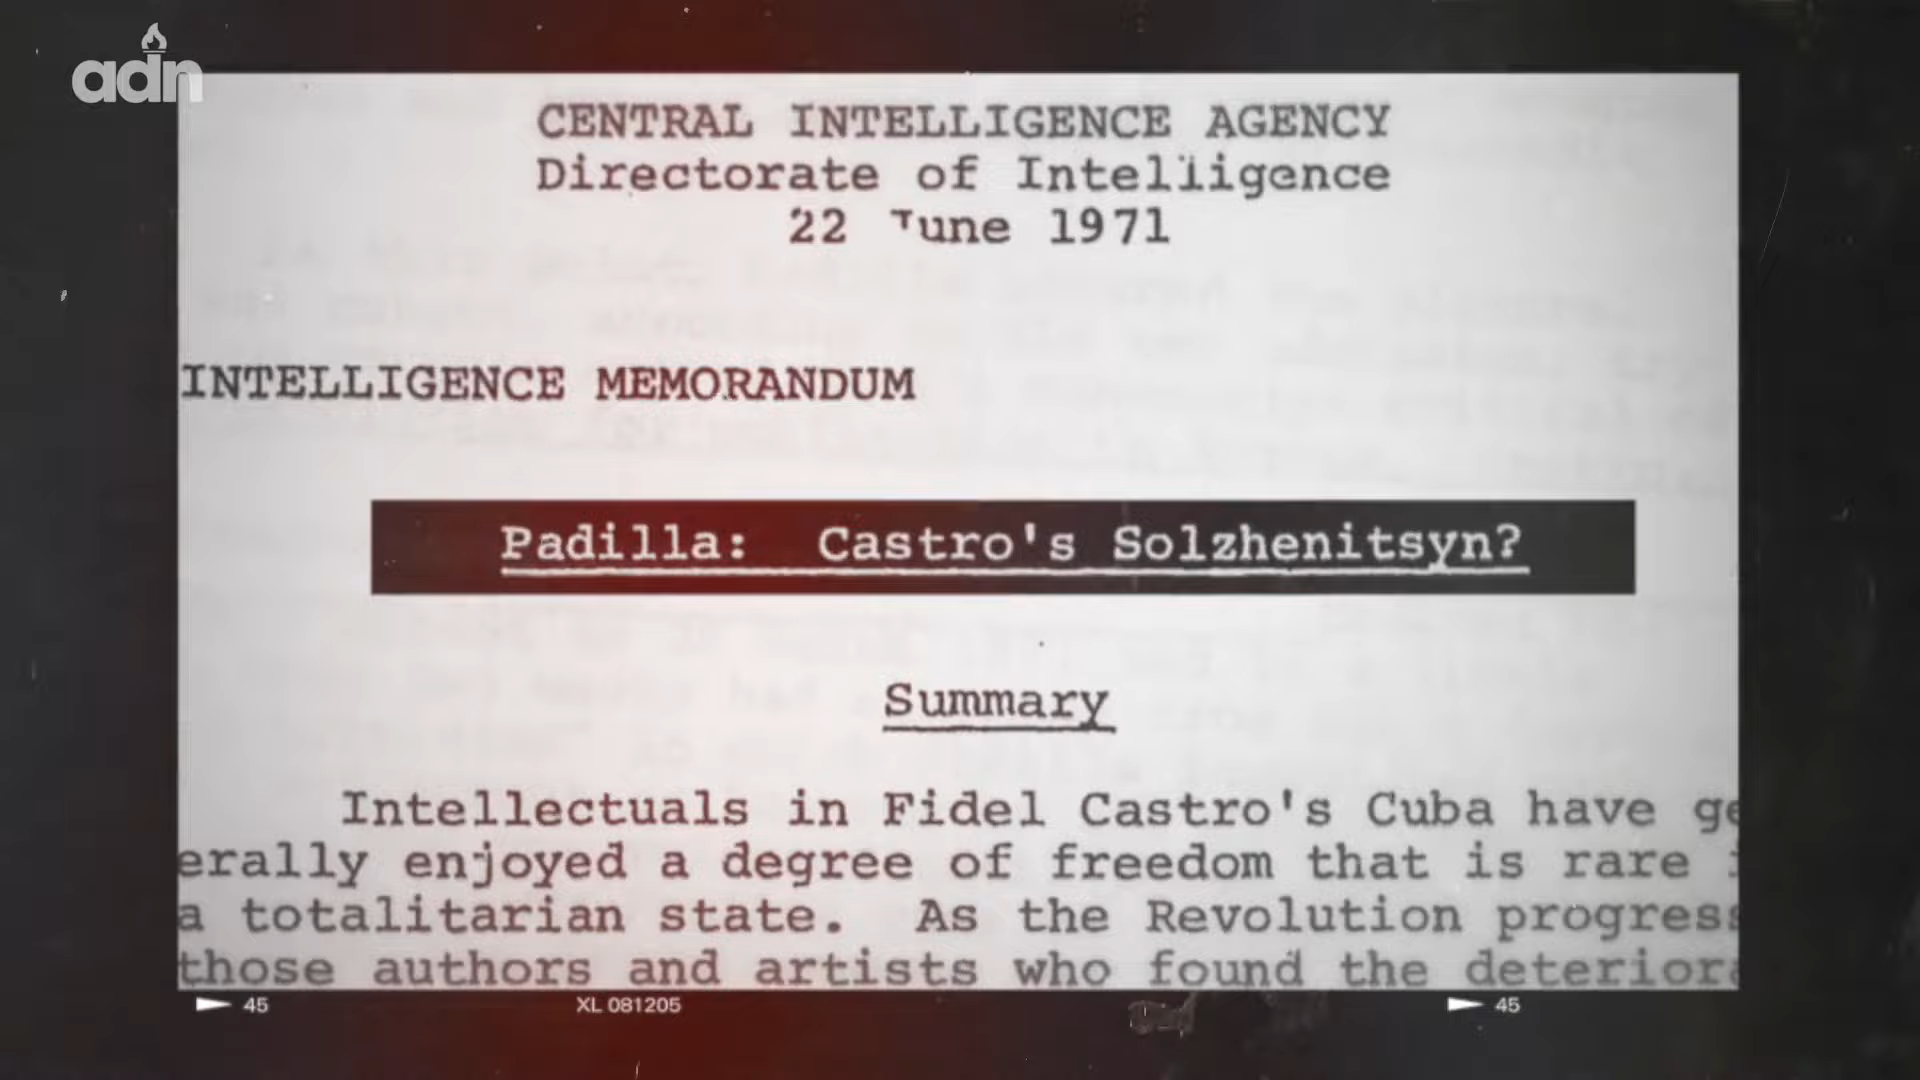 adn
CENTRAL INTELLIGENCE AGENCY
Directorate of Intelligence
22 June 1971
INTELLIGENCE MEMORANDUM
Padilla: Castro's Solzhenitsyn?
Summary
Intellectuals in Fidel Castro's Cuba have ge
erally enjoyed a degree of freedom that is rare
a totalitarian state. As the Revolution progress
those authors and artists who found the deteriora
45 XL 081205 45